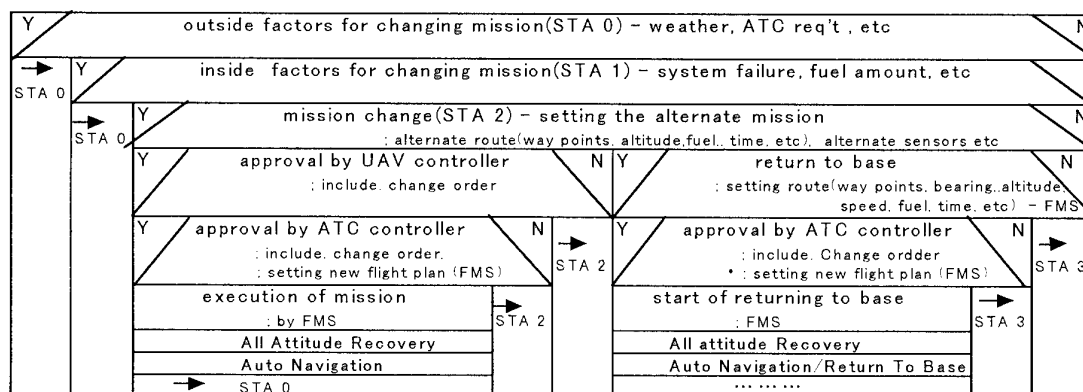 Y outside factors for changing mission(STA 0) - weather, ATC req't , etc N
→ Y inside factors for changing mission(STA 1) - system failure, fuel amount, etc N
STA 0
→ Y mission change(STA 2) - setting the alternate mission N
STA 0 : alternate route(way points, altitude,fuel,. time, etc), alternate sensors etc
Y approval by UAV controller N Y return to base N
: include. change order : setting route(way points, bearing,.altitude,
speed, fuel, time, etc) - FMS
Y approval by ATC controller N → Y approval by ATC controller N →
: include. change order. STA 2 : include. Change ordder STA 3
: setting new flight plan (FMS) • : setting new flight plan (FMS)
execution of mission → start of returning to base →
: by FMS STA 2 : FMS STA 3
All Attitude Recovery All attitude Recovery
Auto Navigation Auto Navigation/Return To Base
→ STA 0 ... ... ...